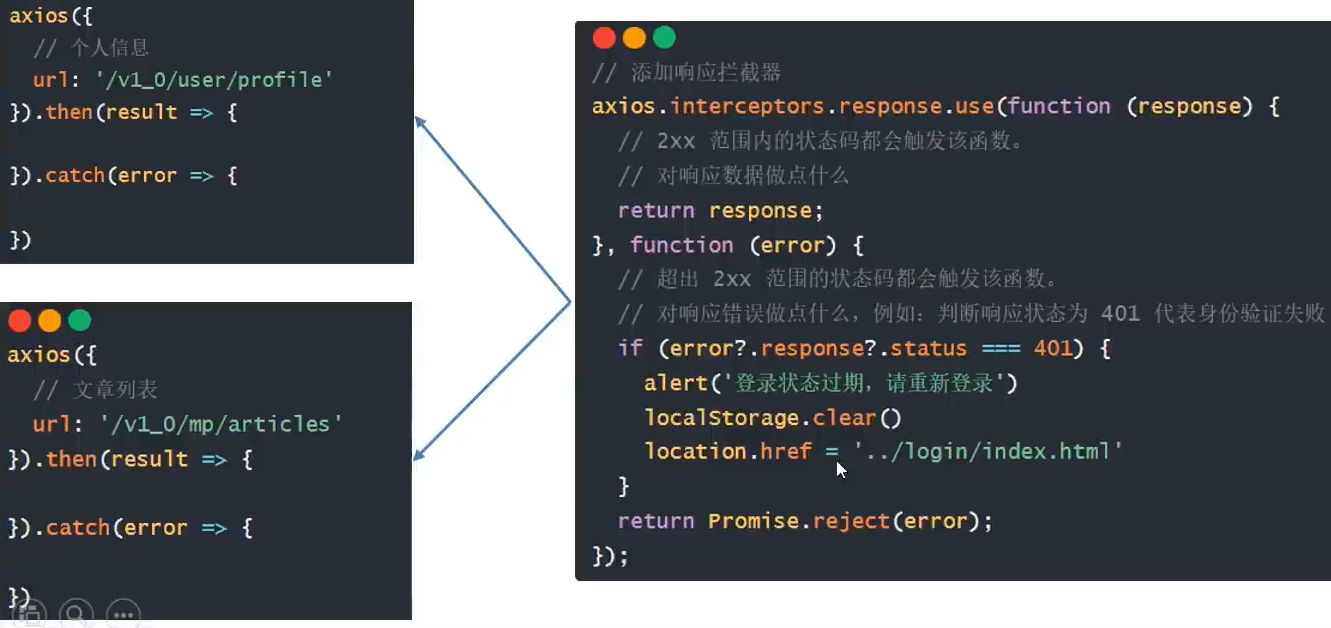 axios({
// 个人信息
url: '/v1_0/user/profile'
}).then(result => {
}).catch(error => {
})
axios({
// 文章列表
url: '/v1_0/mp/articles'
}).then(result => {
}).catch(error => {
})
// 添加响应拦截器
axios.interceptors.response.use(function (response) {
// 2xx 范围内的状态码都会触发该函数。
// 对响应数据做点什么
return response;
}, function (error) {
// 超出 2xx 范围的状态码都会触发该函数。
// 对响应错误做点什么，例如：判断响应状态为 401 代表身份验证失败
if (error?.response?.status === 401) {
alert('登录状态过期，请重新登录')
localStorage.clear()
location.href = '../login/index.html'
}
return Promise.reject(error);
});